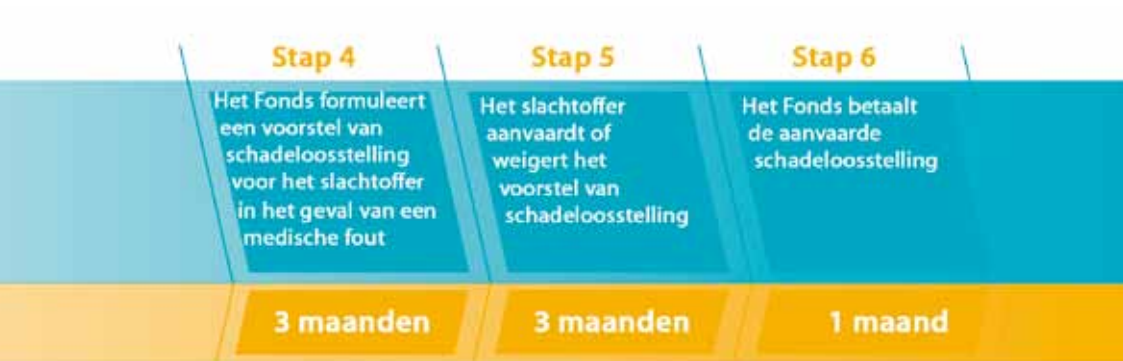 Stap 4
Het Fonds formuleert
een voorstel van
schadeloosstelling
voor het slachtoffer
in het geval van een
medische fout
3 maanden
Stap 5
Het slachtoffer
aanvaardt of
weigert het
voorstel van
schadeloosstelling
3 maanden
Stap 6
Het Fonds betaalt
de aanvaarde
schadeloosstelling
1 maand